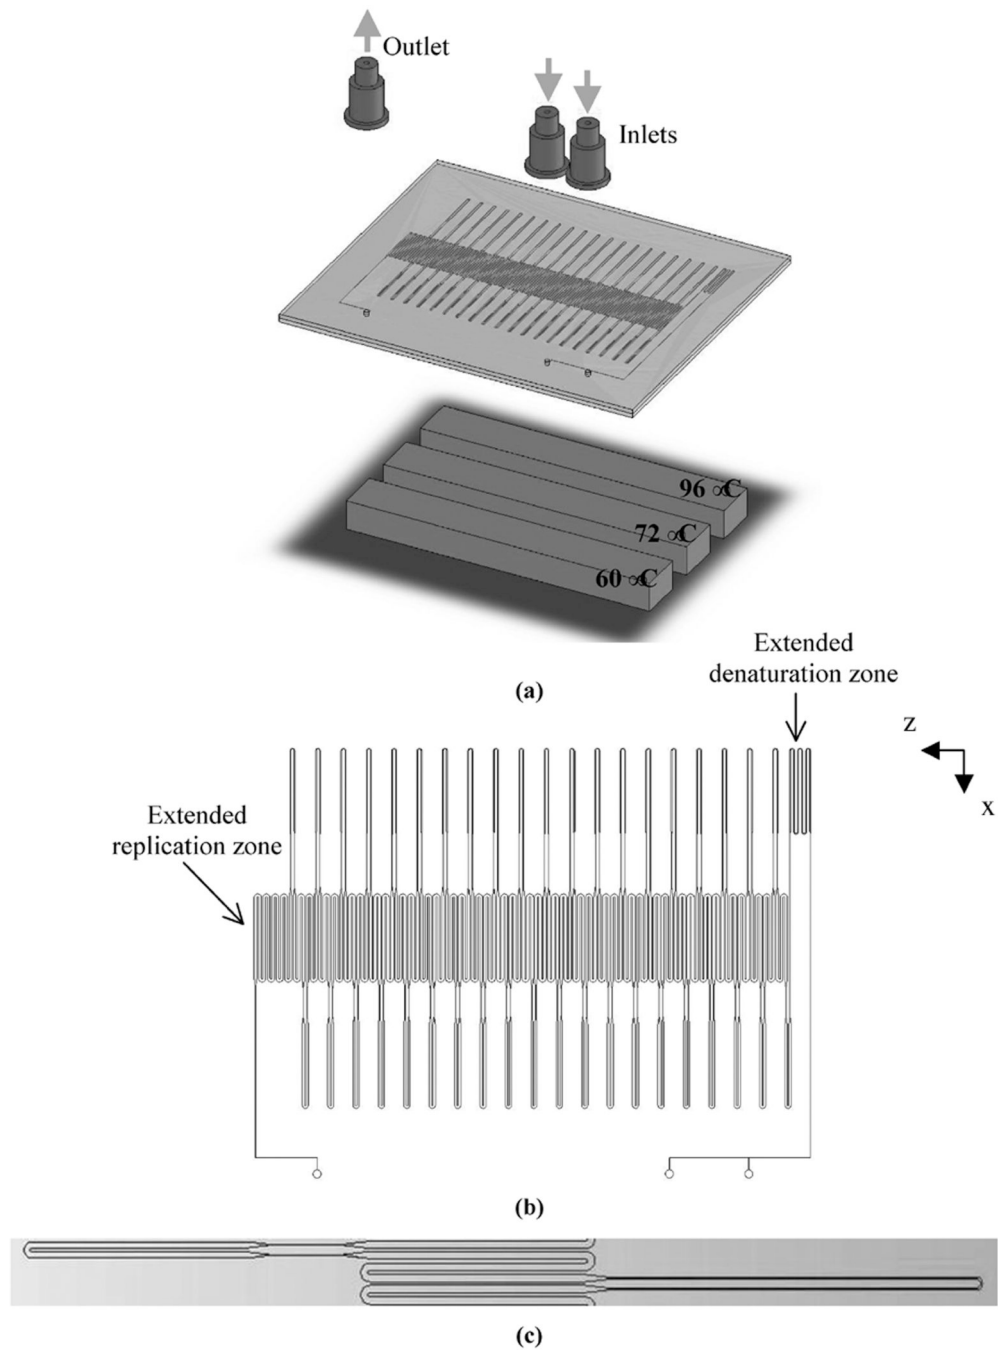 Outlet
Inlets
96 °C
72 °C
60 °C
(a)
Extended
denaturation zone
z
x
Extended
replication zone
(b)
(c)